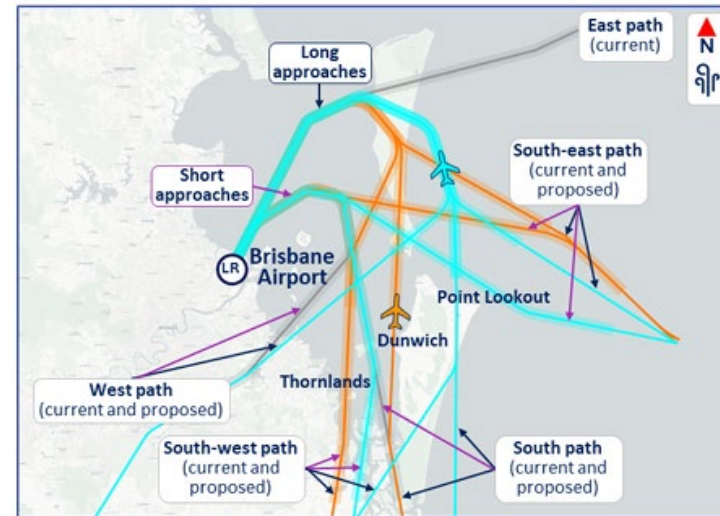 East path
(current)
N
Long
approaches
South-east path
(current and
proposed)
Short
approaches
LR
Brisbane
Airport
Point Lookout
Dunwich
West path
(current and proposed)
Thornlands
South-west path
(current and
proposed)
South path
(current and
proposed)